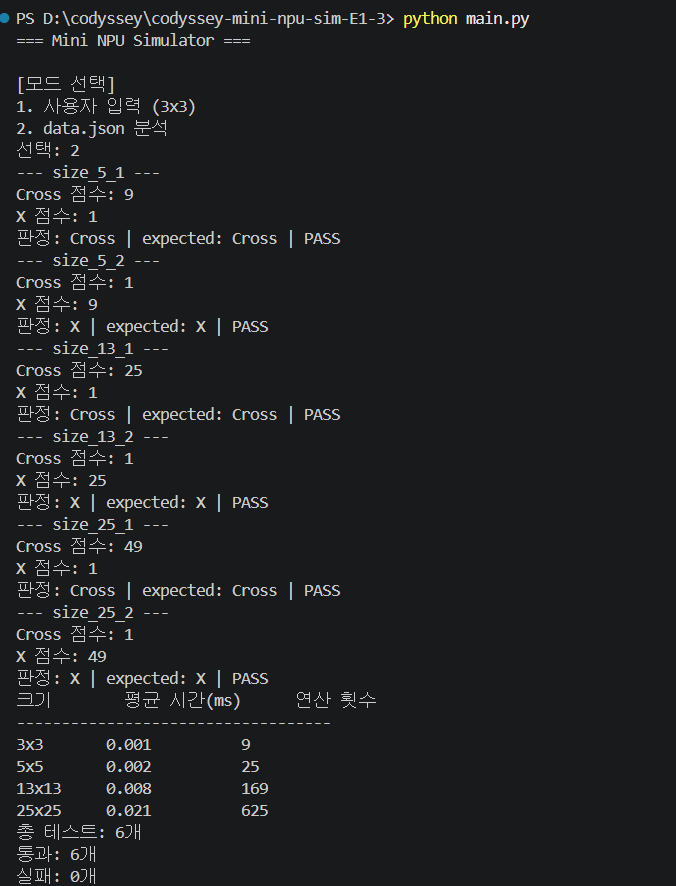 PS D:\codyssey\codyssey-mini-npu-sim-E1-3> python main.py
=== Mini NPU Simulator ===
[모드 선택]
1. 사용자 입력 (3x3)
2. data.json 분석
선택: 2
--- size_5_1 ---
Cross 점수: 9
X 점수: 1
판정: Cross | expected: Cross | PASS
--- size_5_2 ---
Cross 점수: 1
X 점수: 9
판정: X | expected: X | PASS
--- size_13_1 ---
Cross 점수: 25
X 점수: 1
판정: Cross | expected: Cross | PASS
--- size_13_2 ---
Cross 점수: 1
X 점수: 25
판정: X | expected: X | PASS
--- size_25_1 ---
Cross 점수: 49
X 점수: 1
판정: Cross | expected: Cross | PASS
--- size_25_2 ---
Cross 점수: 1
X 점수: 49
판정: X | expected: X | PASS
크기 평균 시간(ms) 연산 횟수
-----------------------------------
3x3 0.001 9
5x5 0.002 25
13x13 0.008 169
25x25 0.021 625
총 테스트: 6개
통과: 6개
실패: 0개